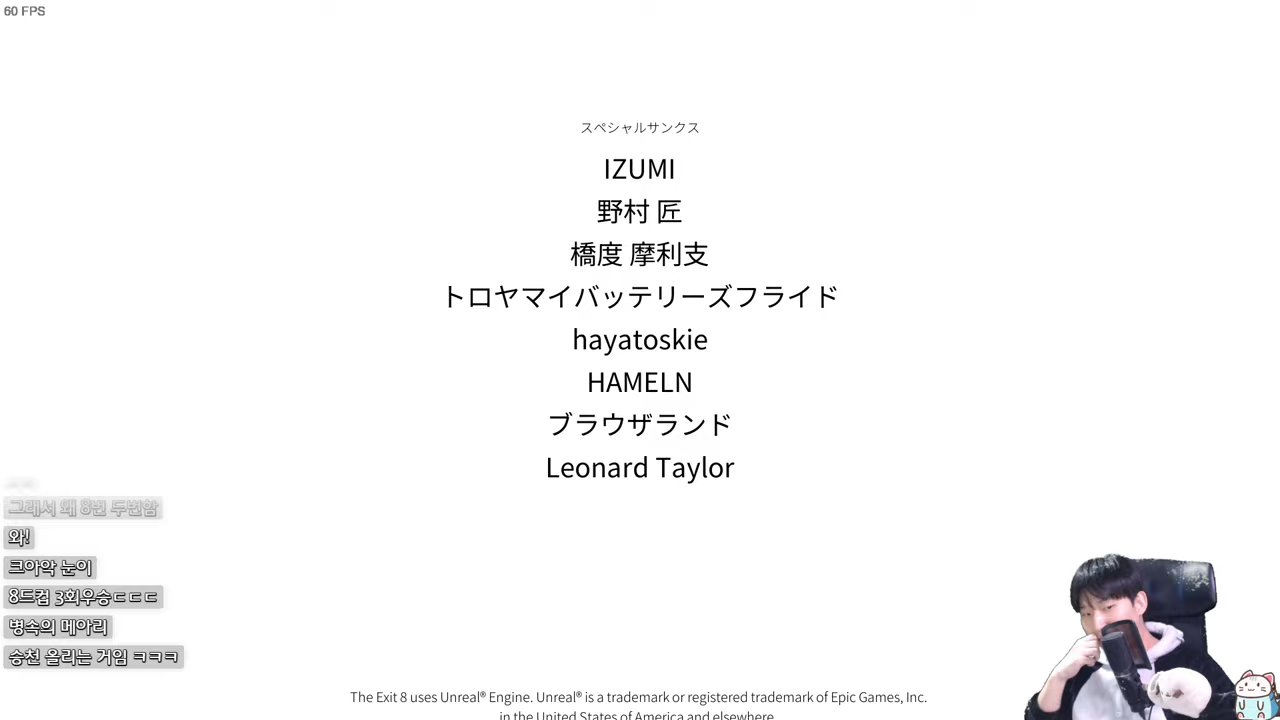 60 FPS
スペシャルサンクス
IZUMI
野村 匠
橋度 摩利支
トロヤマイバッテリーズフライド
hayatoskie
HAMELN
ブラウザランド
Leonard Taylor
그래서 왜 8번 두번함
와!
크아악 눈이
8드컵 3회우승ㄷㄷㄷ
병속의 메아리
승천 올리는 거임 ㅋㅋㅋ
The Exit 8 uses Unreal® Engine. Unreal® is a trademark or registered trademark of Epic Games, Inc.
in the United States of America and elsewhere